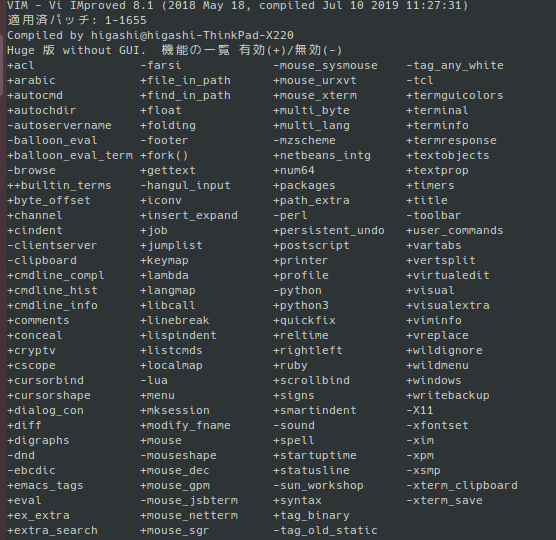 VIM - Vi IMproved 8.1 (2018 May 18, compiled Jul 10 2019 11:27:31)
適用済パッチ: 1-1655
Compiled by higashi@higashi-ThinkPad-X220
Huge 版 without GUI.  機能の一覧 有効(+)/無効(-)
+acl -farsi -mouse_sysmouse -tag_any_white
+arabic +file_in_path +mouse_urxvt -tcl
+autocmd +find_in_path +mouse_xterm +termguicolors
+autochdir +float +multi_byte +terminal
-autoservername +folding +multi_lang +terminfo
-balloon_eval -footer -mzscheme +termresponse
+balloon_eval_term +fork() +netbeans_intg +textobjects
-browse +gettext +num64 +textprop
++builtin_terms -hangul_input +packages +timers
+byte_offset +iconv +path_extra +title
+channel +insert_expand -perl -toolbar
+cindent +job +persistent_undo +user_commands
-clientserver +jumplist +postscript +vartabs
-clipboard +keymap +printer +vertsplit
+cmdline_compl +lambda +profile +virtualedit
+cmdline_hist +langmap -python +visual
+cmdline_info +libcall +python3 +visualextra
+comments +linebreak +quickfix +viminfo
+conceal +lispindent +reltime +vreplace
+cryptv +listcmds +rightleft +wildignore
+cscope +localmap +ruby +wildmenu
+cursorbind -lua +scrollbind +windows
+cursorshape +menu +signs +writebackup
+dialog_con +mksession +smartindent -X11
+diff +modify_fname -sound -xfontset
+digraphs +mouse +spell -xim
-dnd -mouseshape +startuptime -xpm
-ebcdic +mouse_dec +statusline -xsmp
+emacs_tags +mouse_gpm -sun_workshop -xterm_clipboard
+eval -mouse_jsbterm +syntax -xterm_save
+ex_extra +mouse_netterm +tag_binary
+extra_search +mouse_sgr -tag_old_static